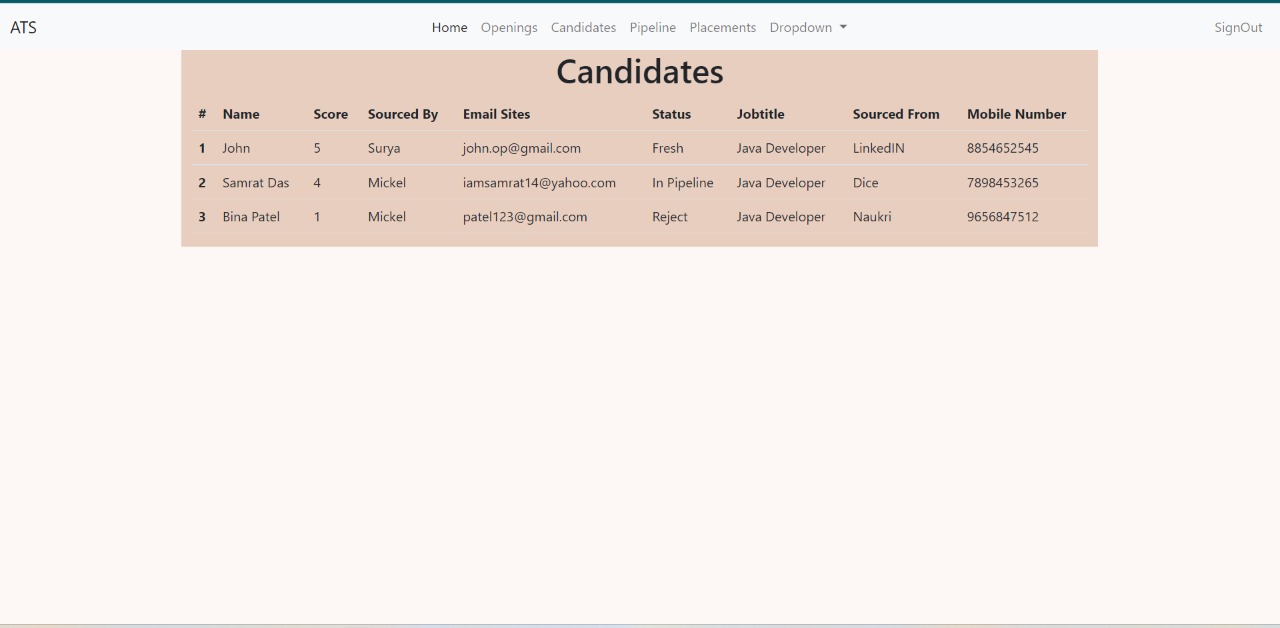 ATS Home Openings Candidates Pipeline Placements Dropdown SignOut
Candidates
# Name Score Sourced By Email Sites Status Jobtitle Sourced From Mobile Number
1 John 5 Surya john.op@gmail.com Fresh Java Developer LinkedIN 8854652545
2 Samrat Das 4 Mickel iamsamrat14@yahoo.com In Pipeline Java Developer Dice 7898453265
3 Bina Patel 1 Mickel patel123@gmail.com Reject Java Developer Naukri 9656847512